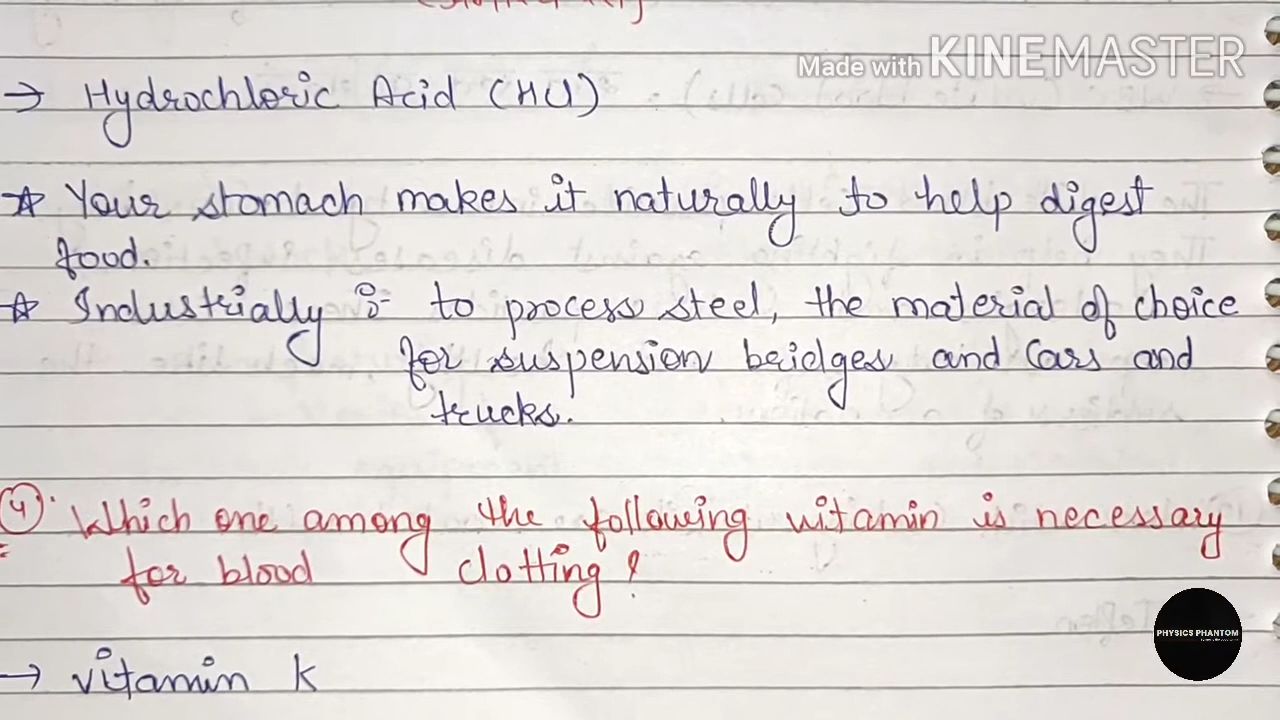 Made with KINEMASTER
→ Hydrochloric Acid (HCl)
☆ Your stomach makes it naturally to help digest
food.
☆ Industrially :- to process steel, the material of choice
for suspension bridges and Cars and
trucks.
4. Which one among the following vitamin is necessary
for blood clotting?
PHYSICS PHANTOM
→ vitamin K